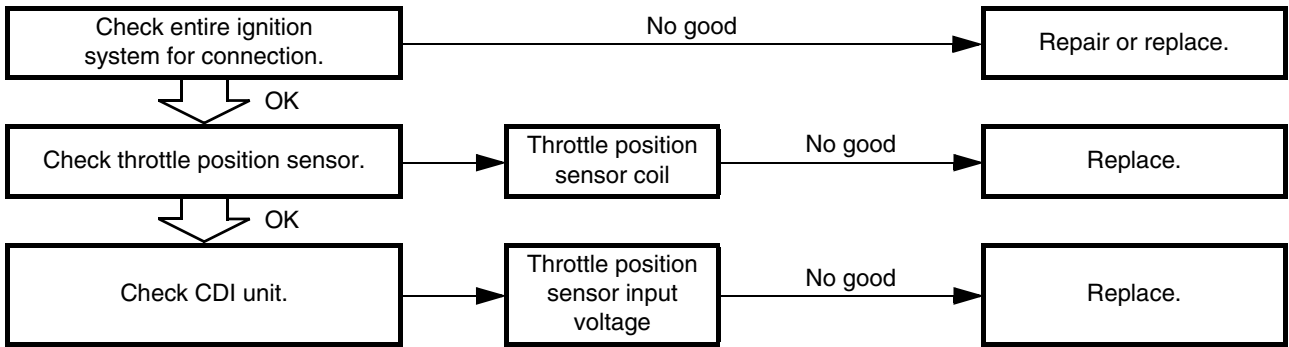 Check entire ignition
system for connection.
No good
Repair or replace.
OK
Check throttle position sensor.
Throttle position
sensor coil
No good
Replace.
OK
Check CDI unit.
Throttle position
sensor input
voltage
No good
Replace.